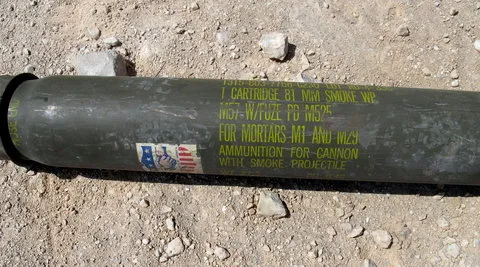 1 CARTRIDGE 81 MM SMOKE WP
M57 W/FUZE PD M525
FOR MORTARS M1 AND M29
AMMUNITION FOR CANNON
WITH SMOKE PROJECTILE